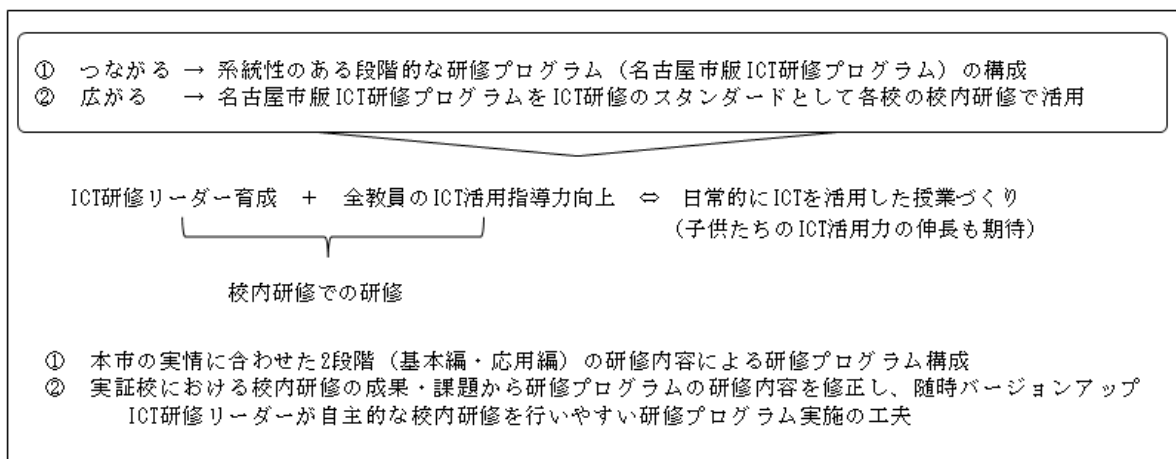 ① つながる → 系統性のある段階的な研修プログラム（名古屋市版ICT研修プログラム）の構成
② 広がる → 名古屋市版ICT研修プログラムをICT研修のスタンダードとして各校の校内研修で活用
ICT研修リーダー育成 ＋ 全教員のICT活用指導力向上 ⇔ 日常的にICTを活用した授業づくり
（子供たちのICT活用力の伸長も期待）
校内研修での研修
① 本市の実情に合わせた2段階（基本編・応用編）の研修内容による研修プログラム構成
② 実証校における校内研修の成果・課題から研修プログラムの研修内容を修正し、随時バージョンアップ
ICT研修リーダーが自主的な校内研修を行いやすい研修プログラム実施の工夫